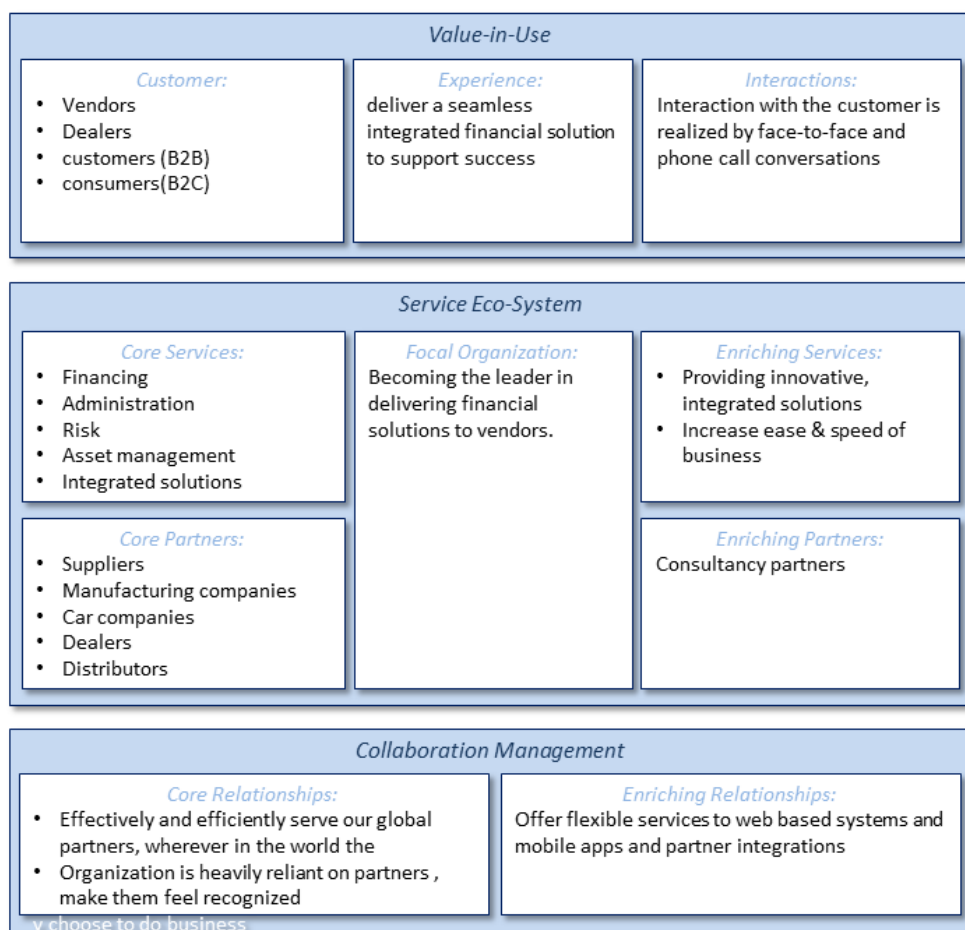 Value-in-Use
Customer:
• Vendors
• Dealers
• customers (B2B)
• consumers(B2C)
Experience:
deliver a seamless
integrated financial solution
to support success
Interactions:
Interaction with the customer is
realized by face-to-face and
phone call conversations
Service Eco-System
Core Services:
• Financing
• Administration
• Risk
• Asset management
• Integrated solutions
Focal Organization:
Becoming the leader in
delivering financial
solutions to vendors.
Enriching Services:
• Providing innovative,
integrated solutions
• Increase ease & speed of
business
Core Partners:
• Suppliers
• Manufacturing companies
• Car companies
• Dealers
• Distributors
Enriching Partners:
Consultancy partners
Collaboration Management
Core Relationships:
• Effectively and efficiently serve our global
partners, wherever in the world the
• Organization is heavily reliant on partners ,
make them feel recognized
y choose to do business
Enriching Relationships:
Offer flexible services to web based systems and
mobile apps and partner integrations